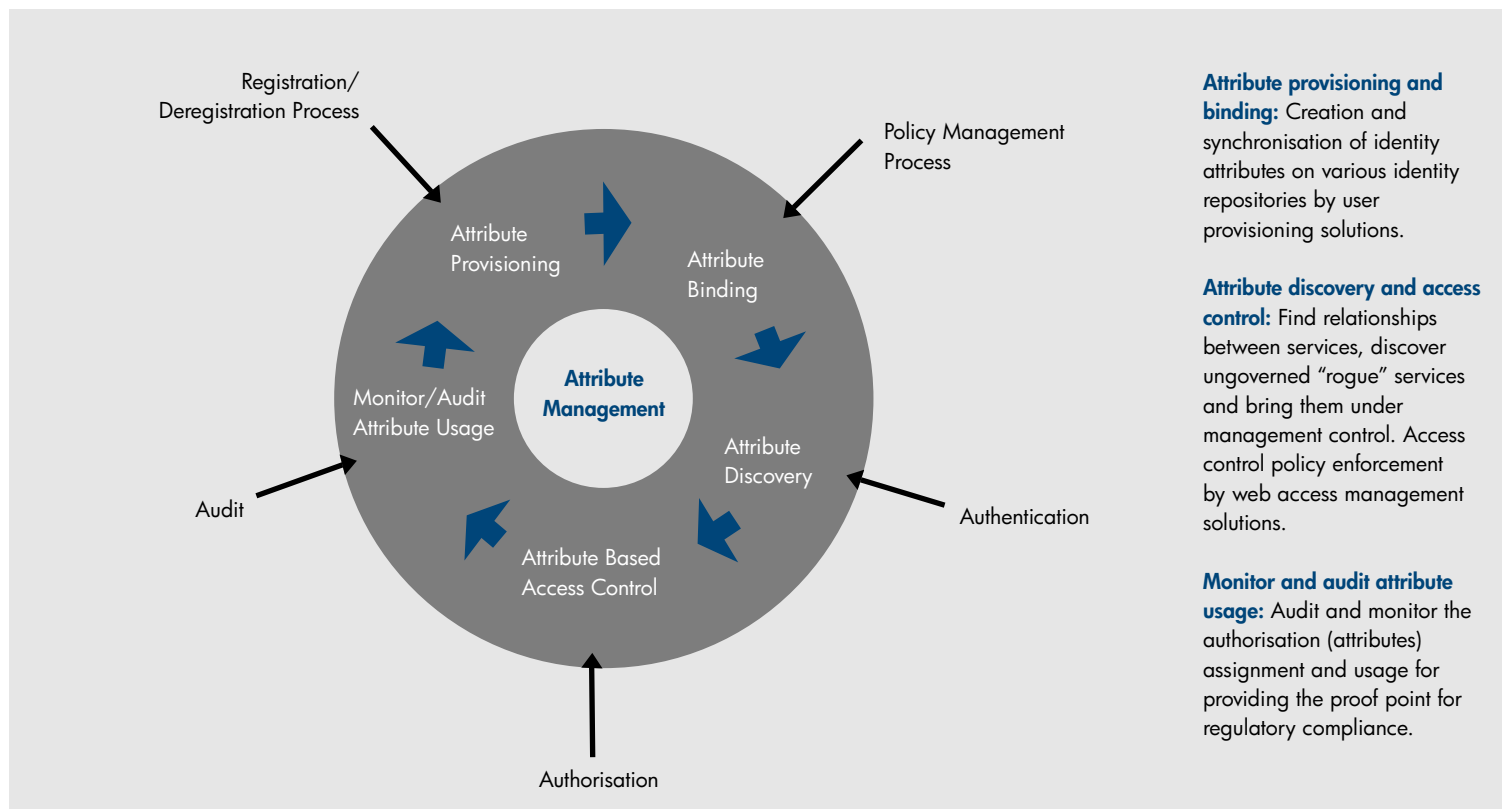 Registration/
Deregistration Process
Policy Management
Process
Attribute
Provisioning
Attribute
Binding
Attribute
Management
Monitor/Audit
Attribute Usage
Attribute
Discovery
Attribute Based
Access Control
Audit
Authentication
Authorisation
Attribute provisioning and
binding: Creation and
synchronisation of identity
attributes on various identity
repositories by user
provisioning solutions.
Attribute discovery and access
control: Find relationships
between services, discover
ungoverned “rogue” services
and bring them under
management control. Access
control policy enforcement
by web access management
solutions.
Monitor and audit attribute
usage: Audit and monitor the
authorisation (attributes)
assignment and usage for
providing the proof point for
regulatory compliance.